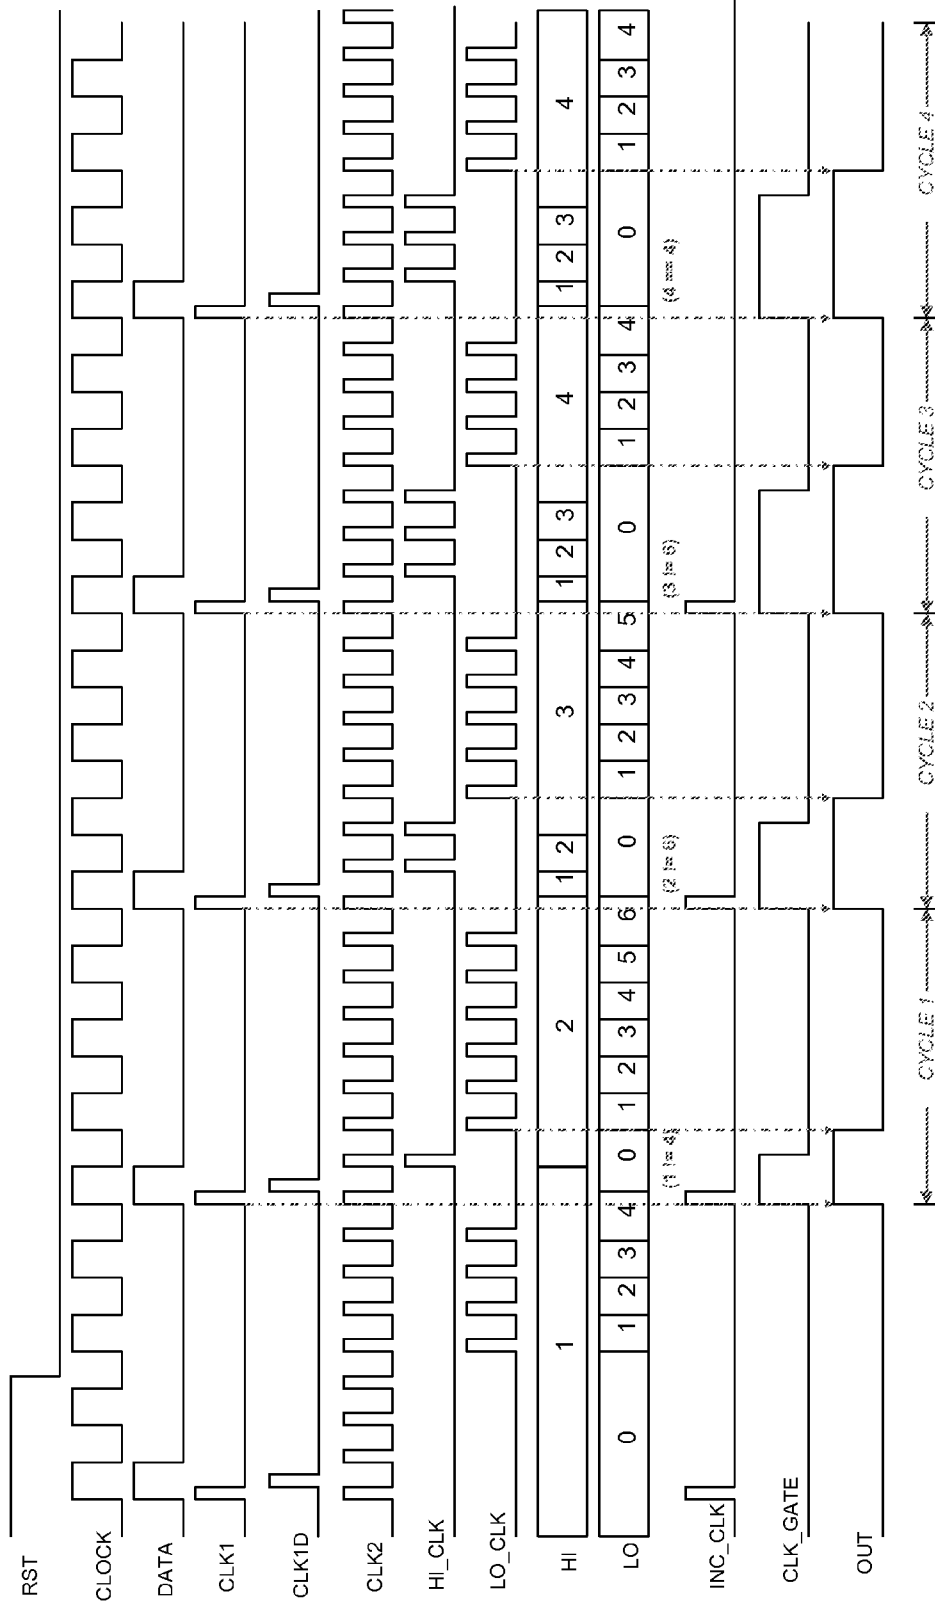 RST
CLOCK
DATA
CLK1
CLK1D
CLK2
HI_CLK
LO_CLK
HI 1 2 1 2 3 1 2 3 4 1 2 3 4
LO 0 1 2 3 4 0 1 2 3 4 5 6 0 1 2 3 4 5 0 1 2 3 4 0 1 2 3 4
(1 != 4) (2 != 6) (3 != (4 == 4)
INC_CLK
CLK_GATE
OUT
CYCLE 1 CYCLE 2 CYCLE 3 CYCLE 4